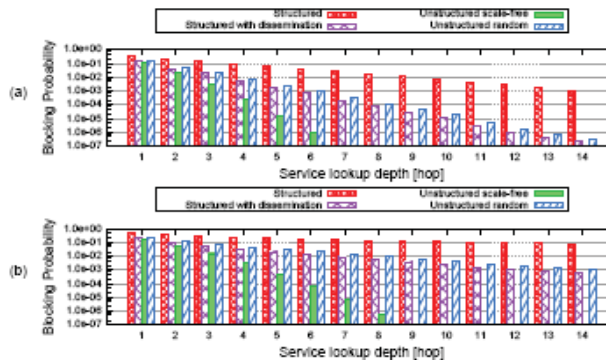 Structured
Unstructured scale-free
Structured with dissemination
Unstructured random
(a)
Blocking Probability
1.0e+00
1.0e-01
1.0e-02
1.0e-03
1.0e-04
1.0e-05
1.0e-06
1.0e-07
1 2 3 4 5 6 7 8 9 10 11 12 13 14
Service lookup depth [hop]
Structured
Unstructured scale-free
Structured with dissemination
Unstructured random
(b)
Blocking Probability
1.0e+00
1.0e-01
1.0e-02
1.0e-03
1.0e-04
1.0e-05
1.0e-06
1.0e-07
1 2 3 4 5 6 7 8 9 10 11 12 13 14
Service lookup depth [hop]